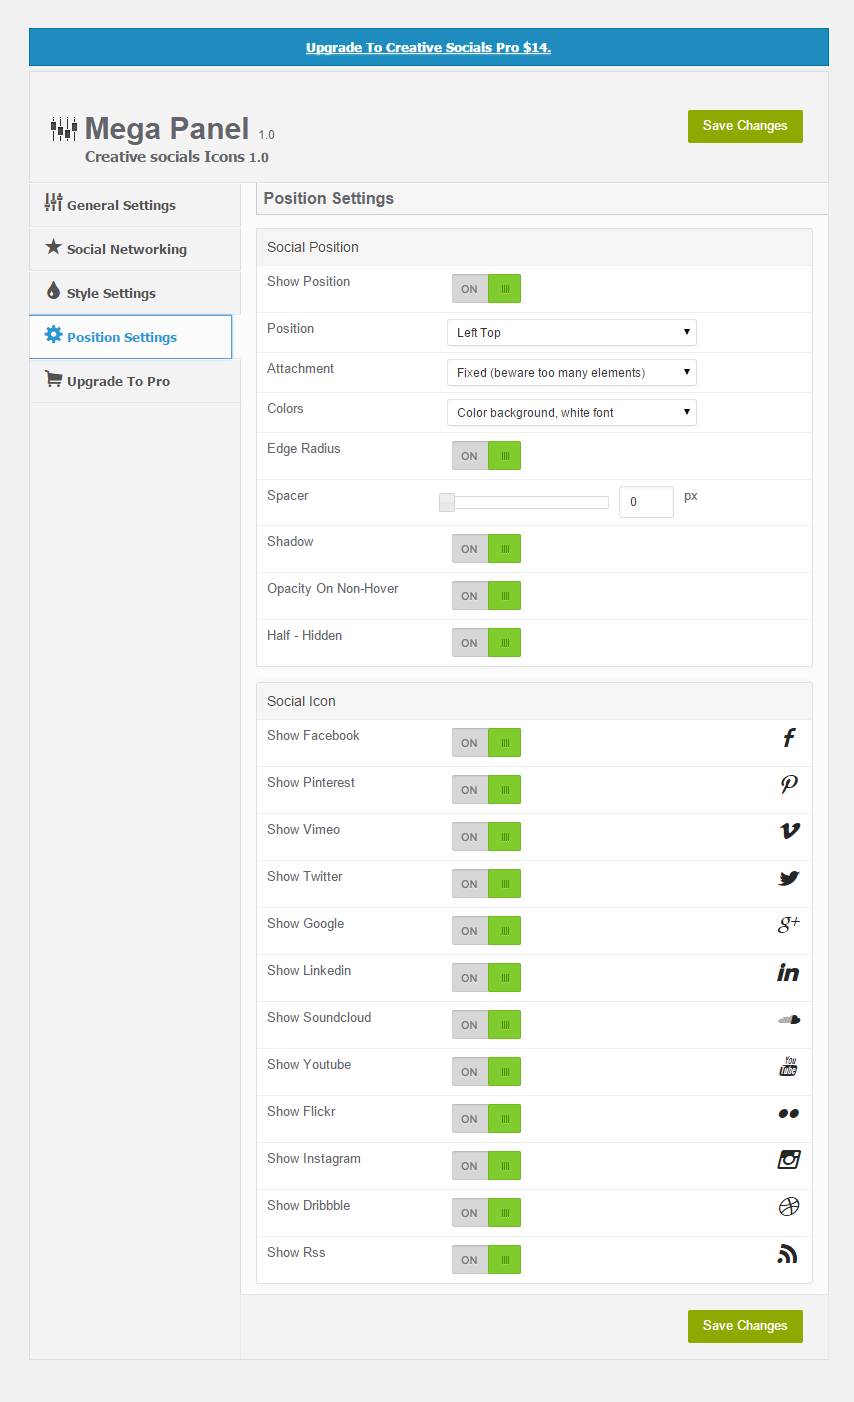 Upgrade To Creative Socials Pro $14.
Mega Panel 1.0
Creative socials Icons 1.0
Save Changes
General Settings
Social Networking
Style Settings
Position Settings
Upgrade To Pro
Position Settings
Social Position
Show Position ON
Position Left Top
Attachment Fixed (beware too many elements)
Colors Color background, white font
Edge Radius ON
Spacer 0 px
Shadow ON
Opacity On Non-Hover ON
Half - Hidden ON
Social Icon
Show Facebook ON f
Show Pinterest ON
Show Vimeo ON
Show Twitter ON
Show Google ON g+
Show Linkedin ON in
Show Soundcloud ON
Show Youtube ON You Tube
Show Flickr ON
Show Instagram ON
Show Dribbble ON
Show Rss ON
Save Changes